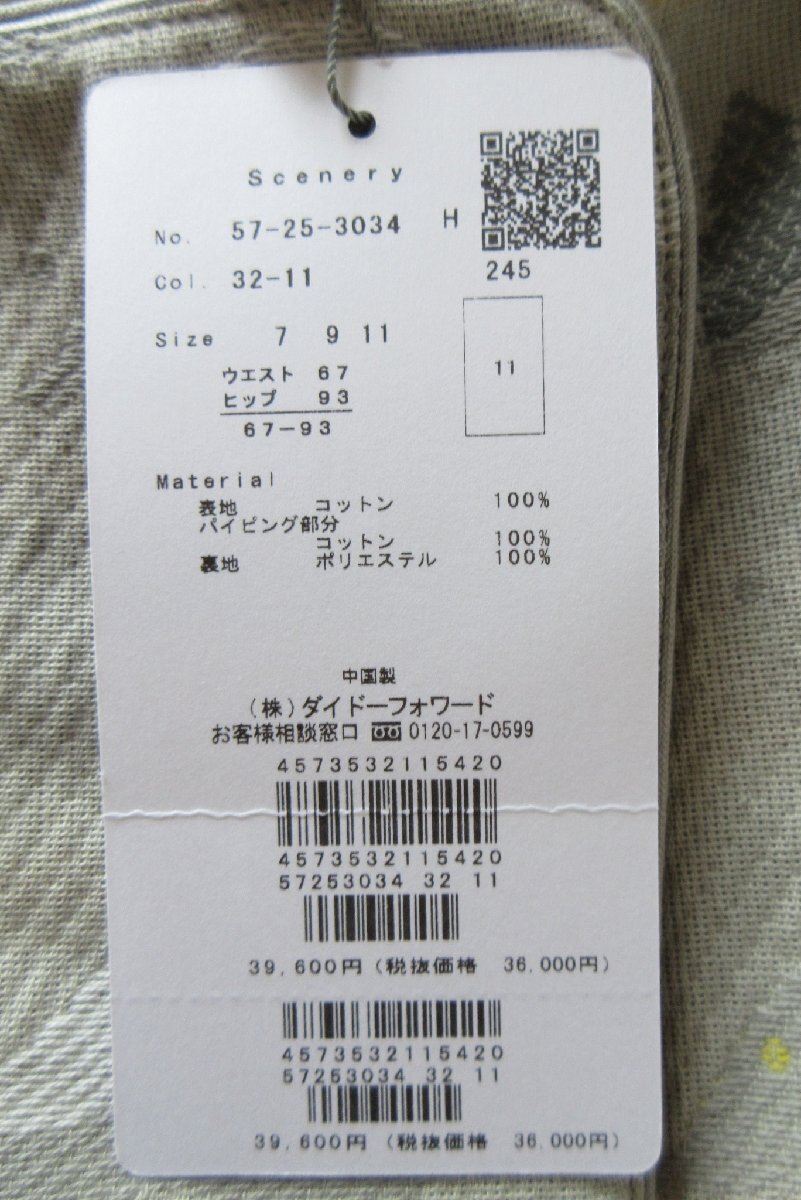 Scenery
No. 57-25-3034 H
Col. 32-11
245
Size 7 9 11
11
ウエスト 67
ヒップ 93
67-93
Material
表地 コットン 100%
パイピング部分
コットン 100%
裏地 ポリエステル 100%
中国製
(株)ダイドーフォワード
お客様相談窓口 0120-17-0599
4573532115420
4573532115420
57253034 32 11
39,600円(税抜価格 36,000円)
4573532115420
57253034 32 11
39,600円 (税抜価格 36,000円)